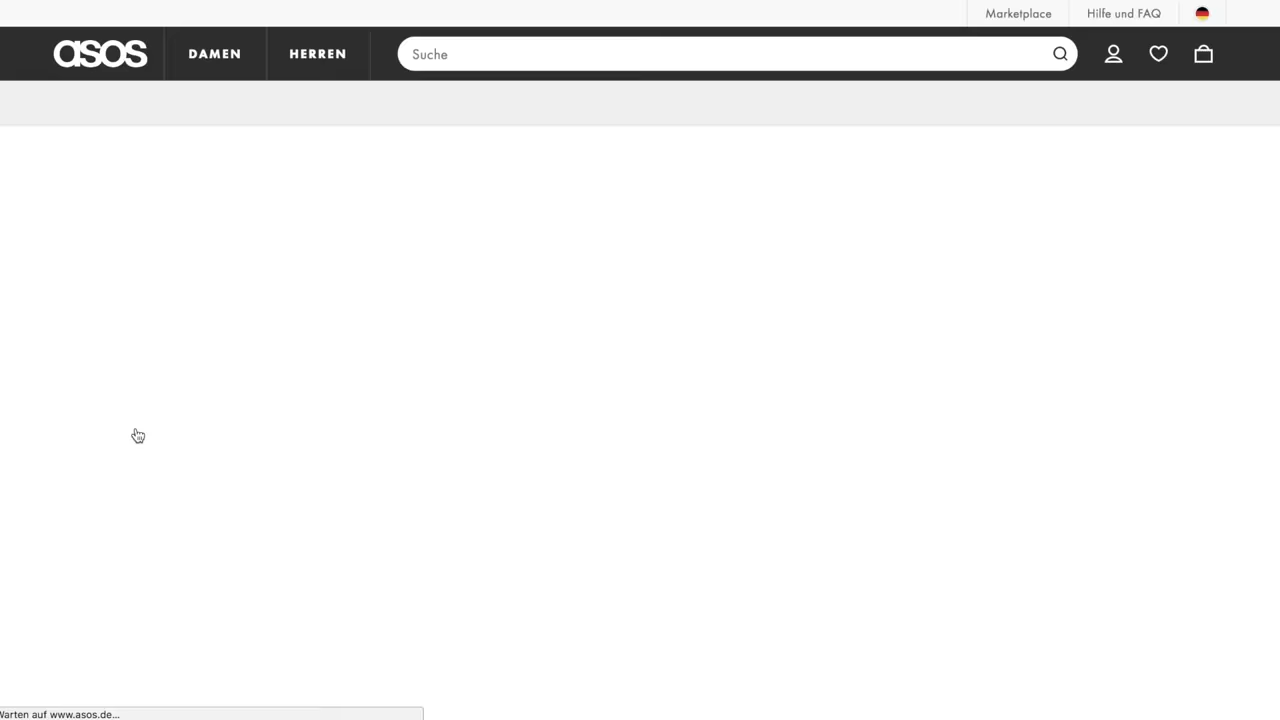 Marketplace
Hilfe und FAQ
asos
DAMEN
HERREN
Suche
Warten auf www.asos.de...